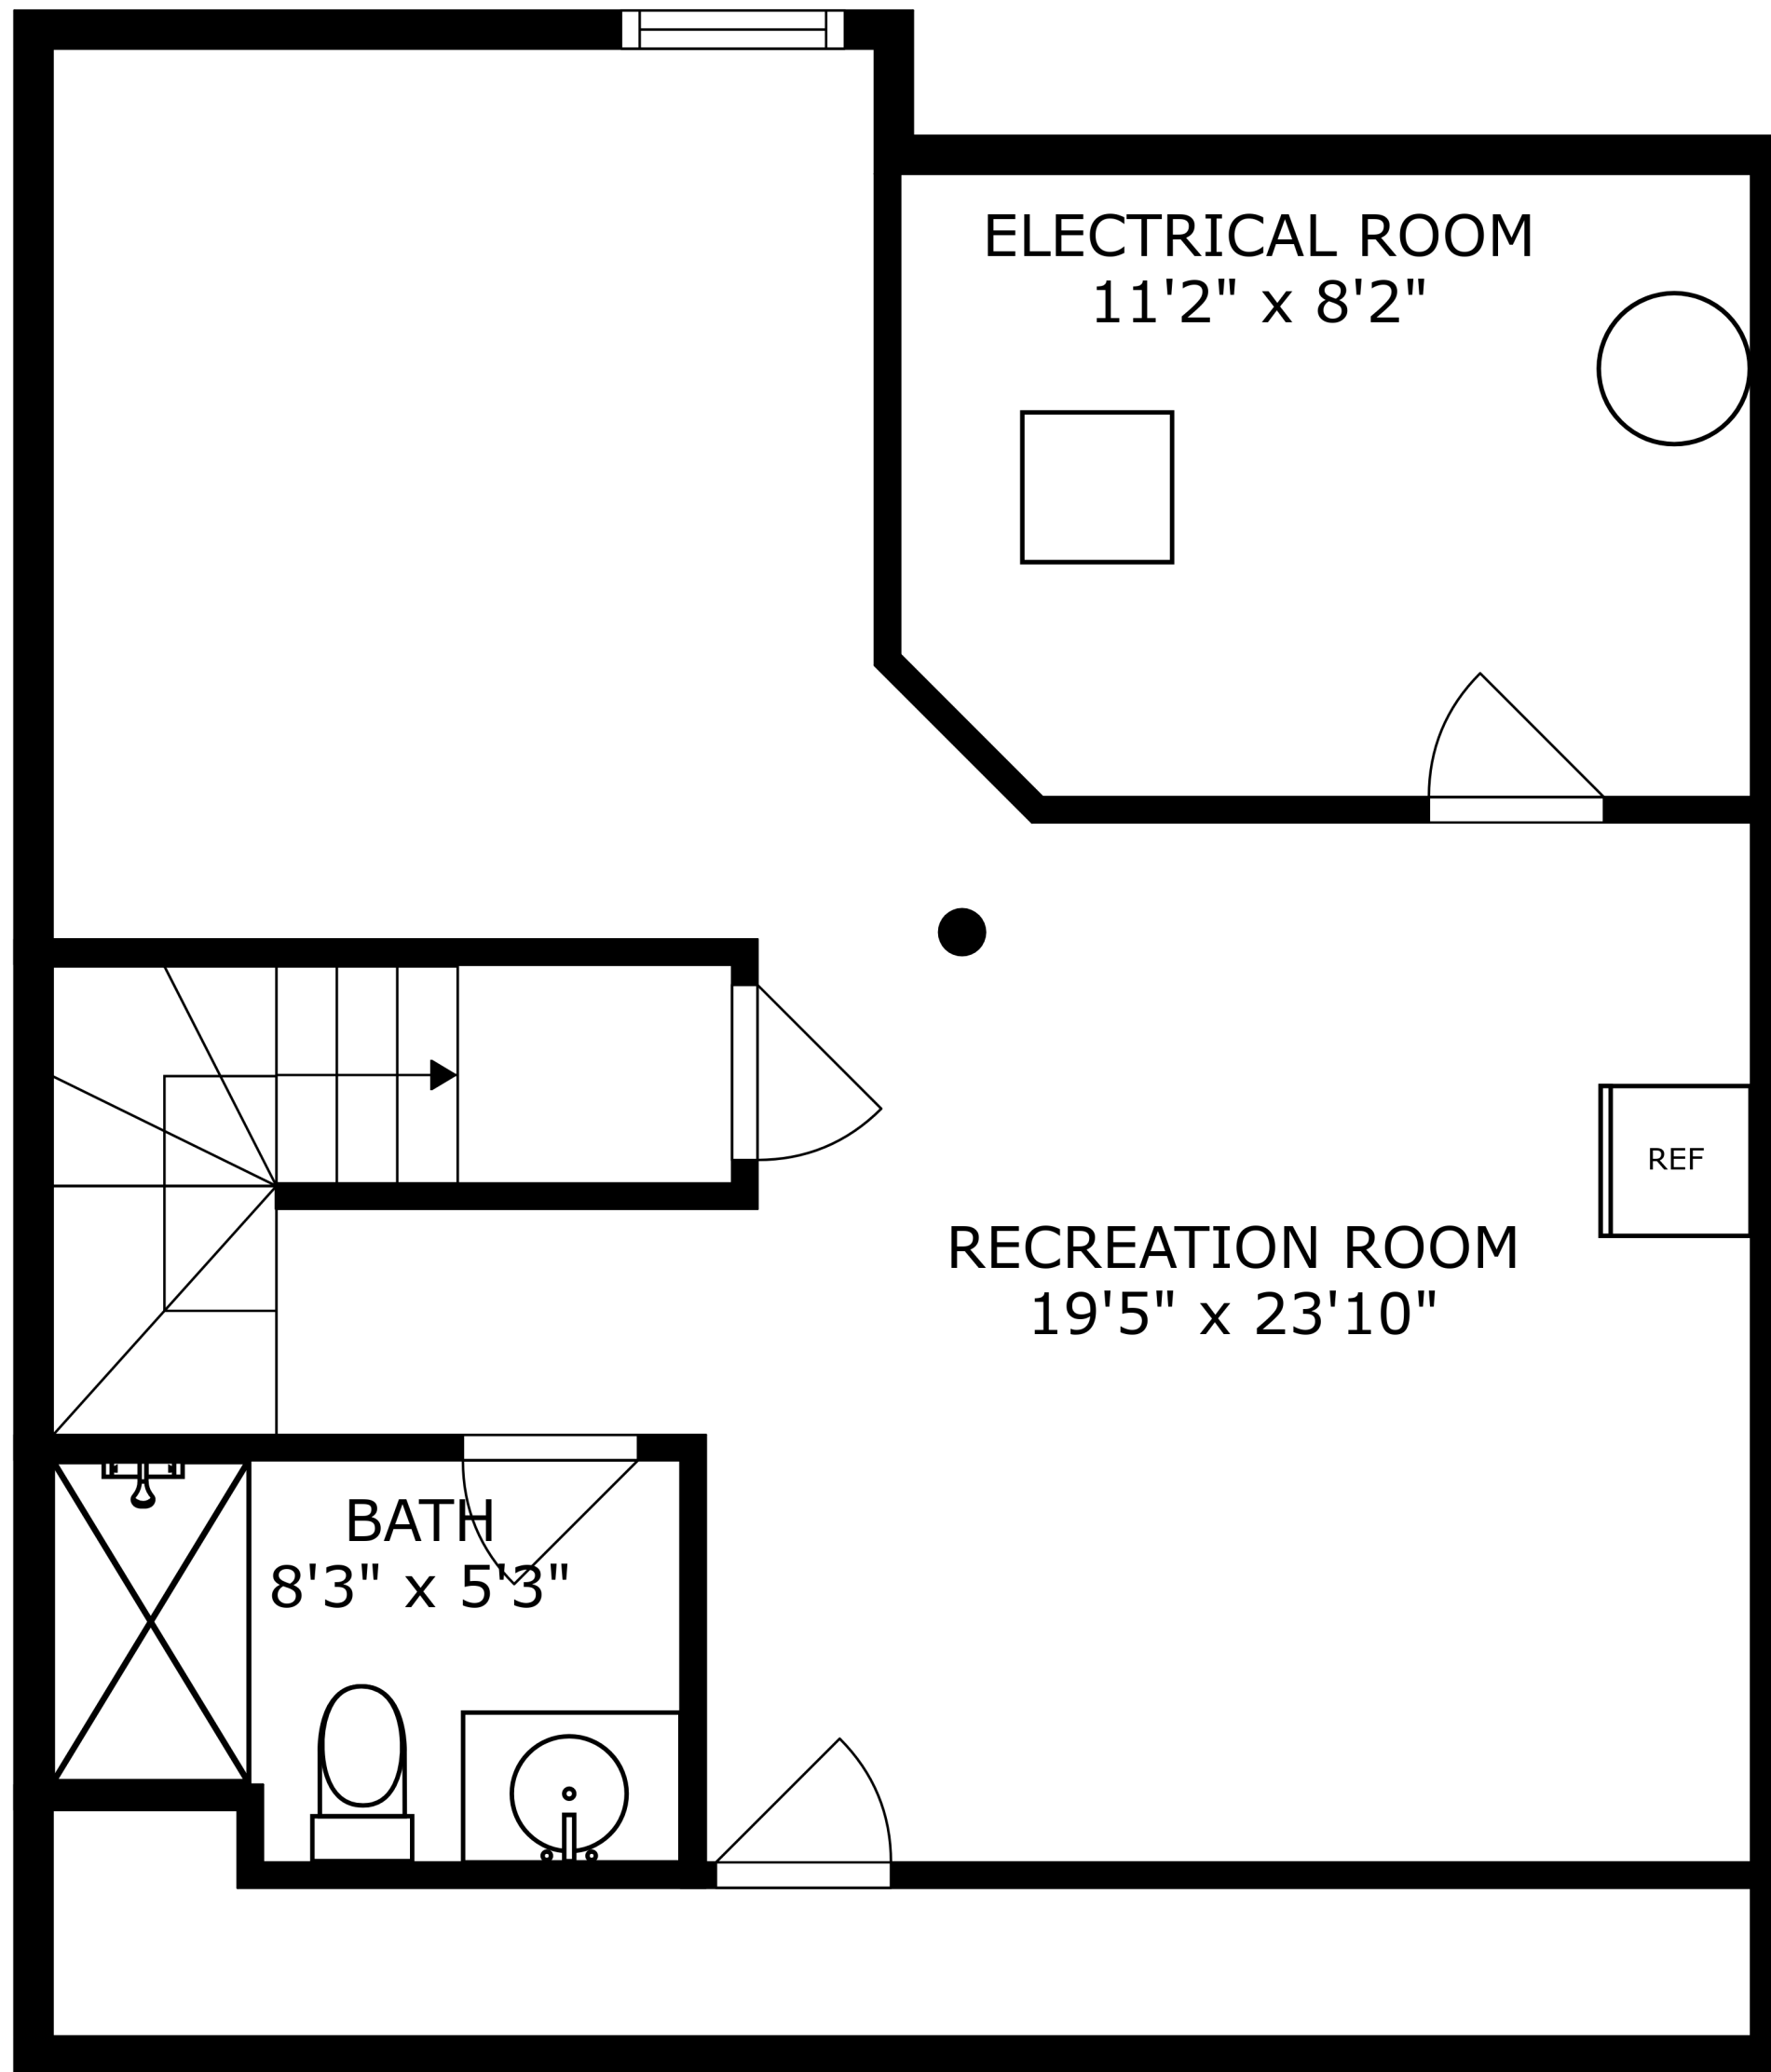 ELECTRICAL ROOM
11'2" x 8'2"
REF
RECREATION ROOM
19'5" x 23'10"
BATH
8'3" x 5'3"